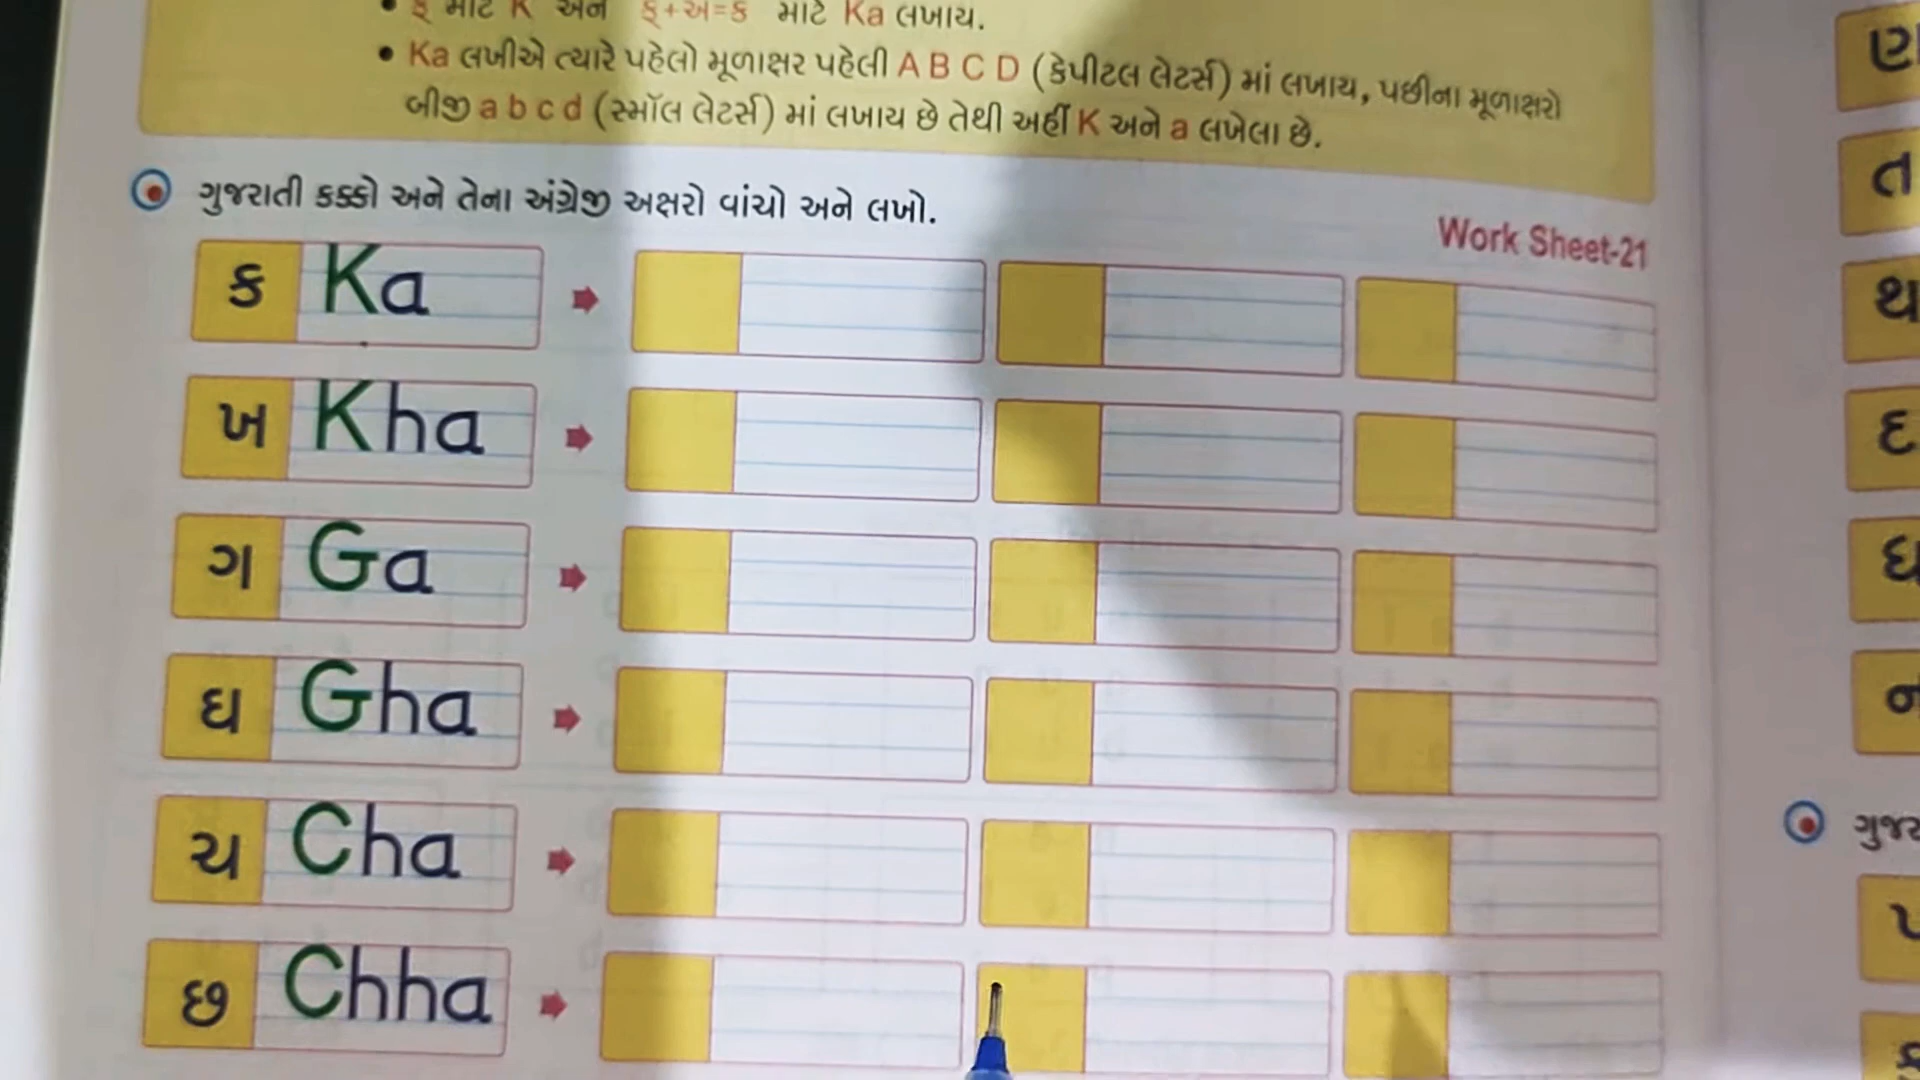 • ક્ માટે K અને ક્+અ=ક માટે Ka લખાય.
• Ka લખીએ ત્યારે પહેલો મૂળાક્ષર પહેલી A B C D (કેપીટલ લેટર્સ) માં લખાય, પછીના મૂળાક્ષરો
બીજી a b c d (સ્મૉલ લેટર્સ) માં લખાય છે તેથી અહીં K અને a લખેલા છે.
ગુજરાતી કક્કો અને તેના અંગ્રેજી અક્ષરો વાંચો અને લખો.
Work Sheet-21
ક Ka
ખ Kha
ગ Ga
ઘ Gha
ચ Cha
છ Chha
ણ
ત
થ
દ
ધ
ન